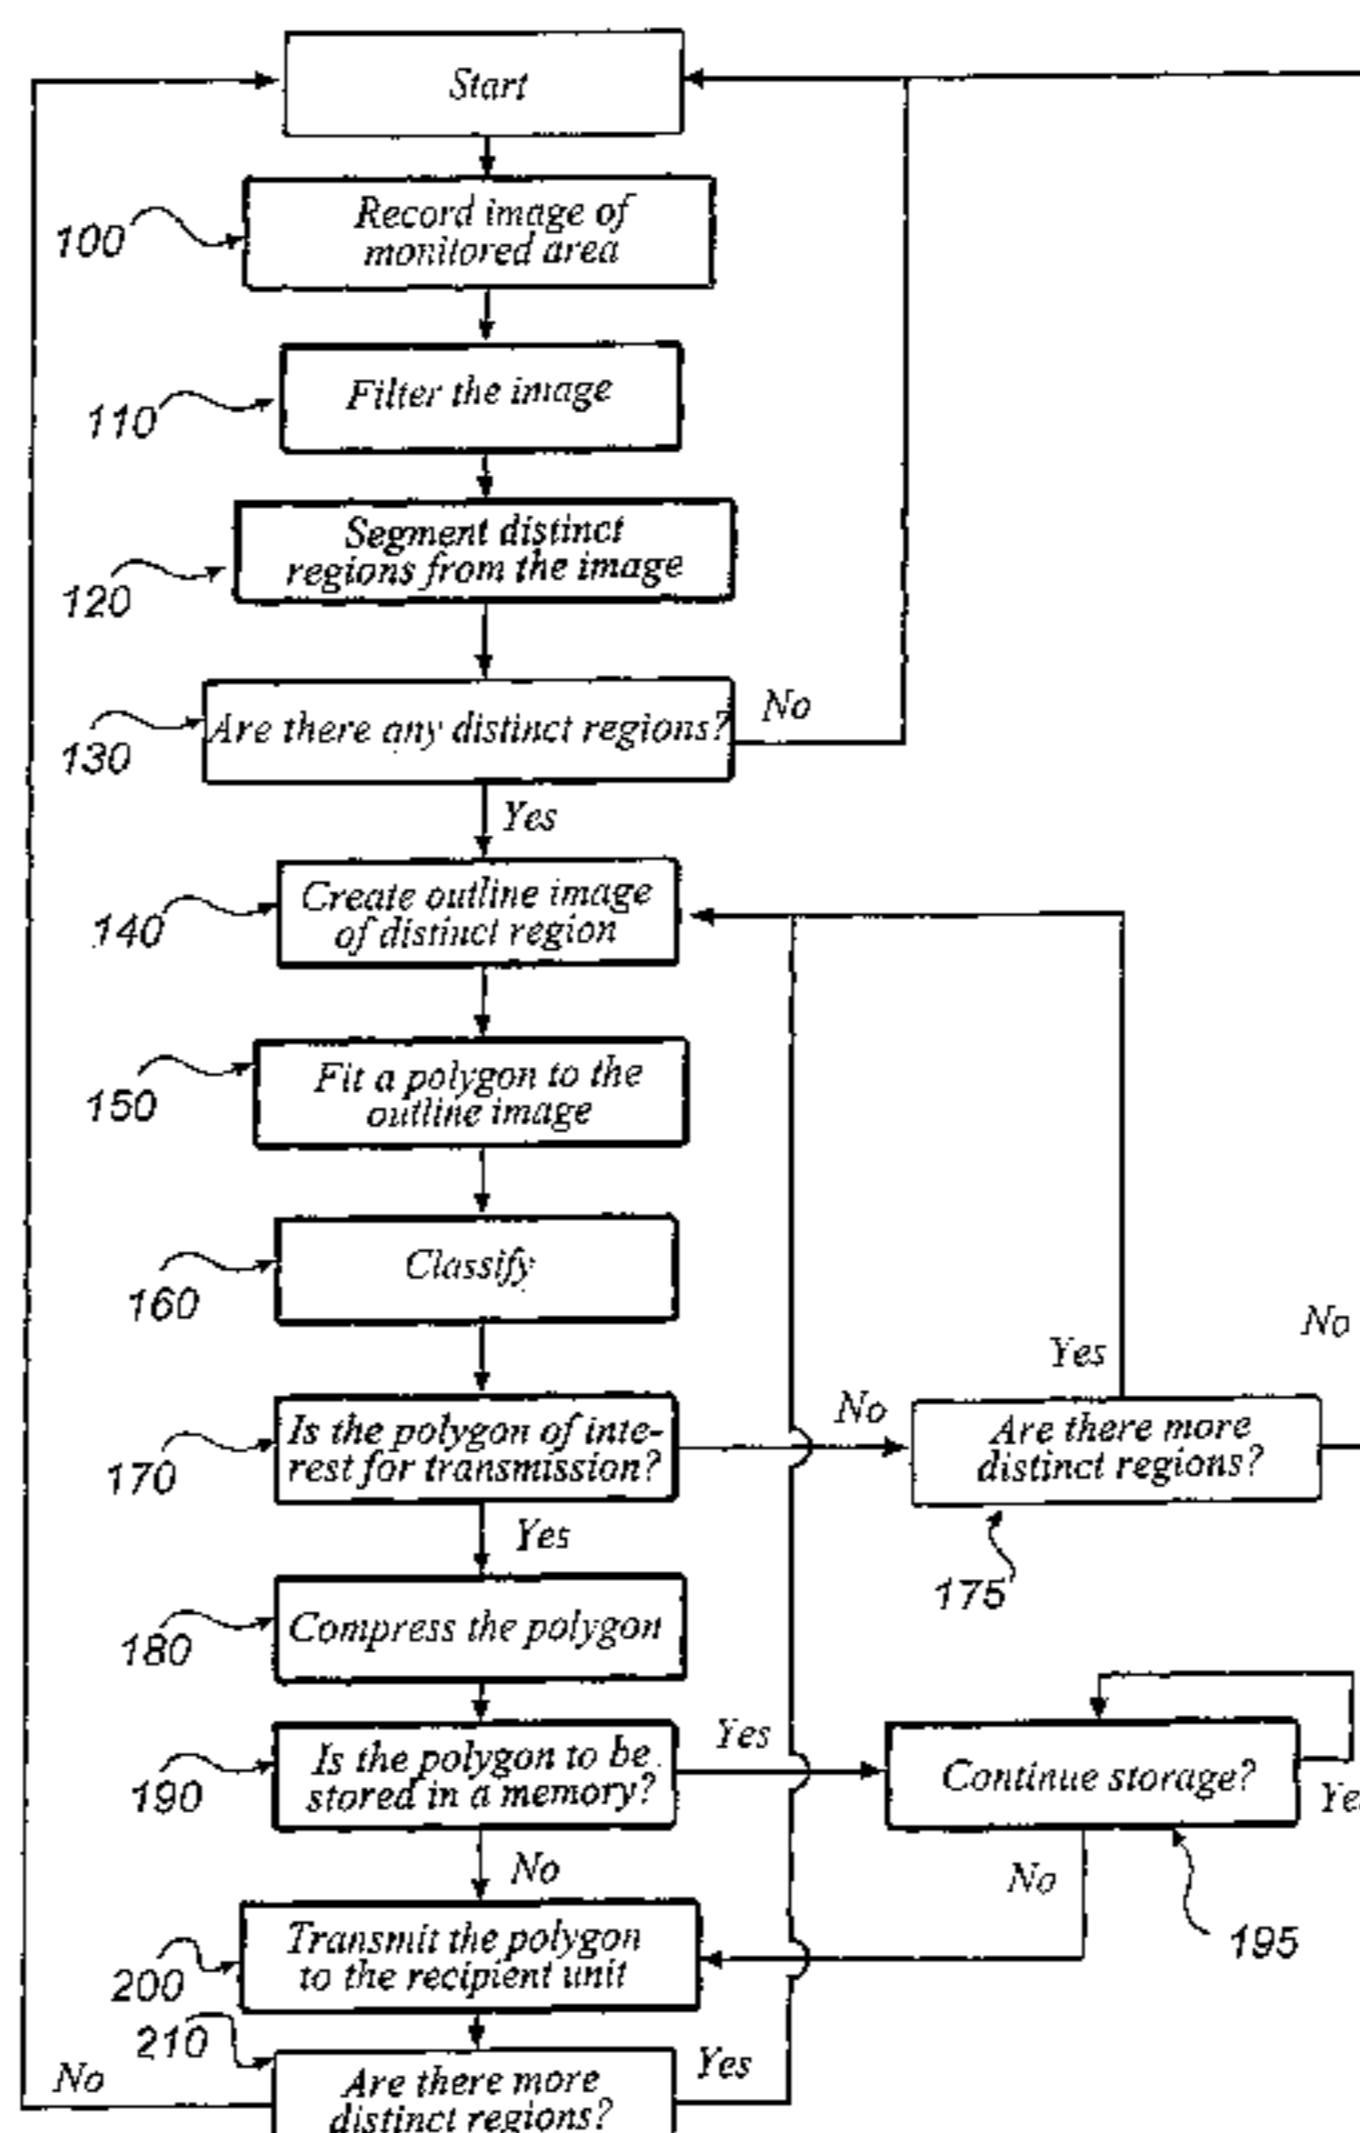 Start
100
Record image of
monitored area
110
Filter the image
120
Segment distinct
regions from the image
130
Are there any distinct regions?
No
Yes
140
Create outline image
of distinct region
150
Fit a polygon to the
outline image
160
Classify
170
Is the polygon of inte-
rest for transmission?
No
Yes
Are there more
distinct regions?
No
175
Yes
180
Compress the polygon
190
Is the polygon to be
stored in a memory?
Yes
Continue storage?
Ye
No
195
No
200
Transmit the polygon
to the recipient unit
210
Are there more
distinct regions?
No
Yes